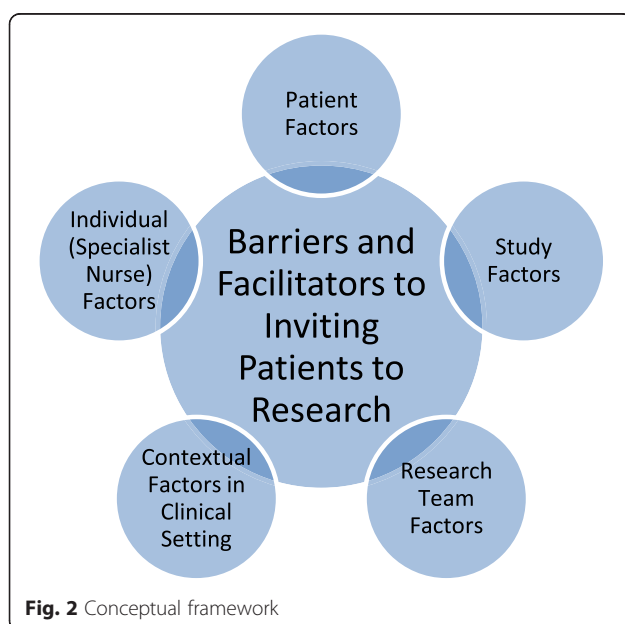 Patient
Factors
Individual
(Specialist
Nurse)
Factors
Barriers and
Facilitators to
Inviting
Patients to
Research
Study
Factors
Contextual
Factors in
Clinical
Setting
Research
Team
Factors
Fig. 2 Conceptual framework